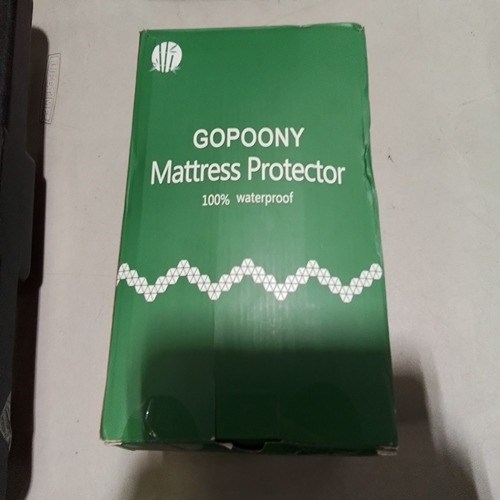 GOPOONY
Mattress Protector
100% waterproof